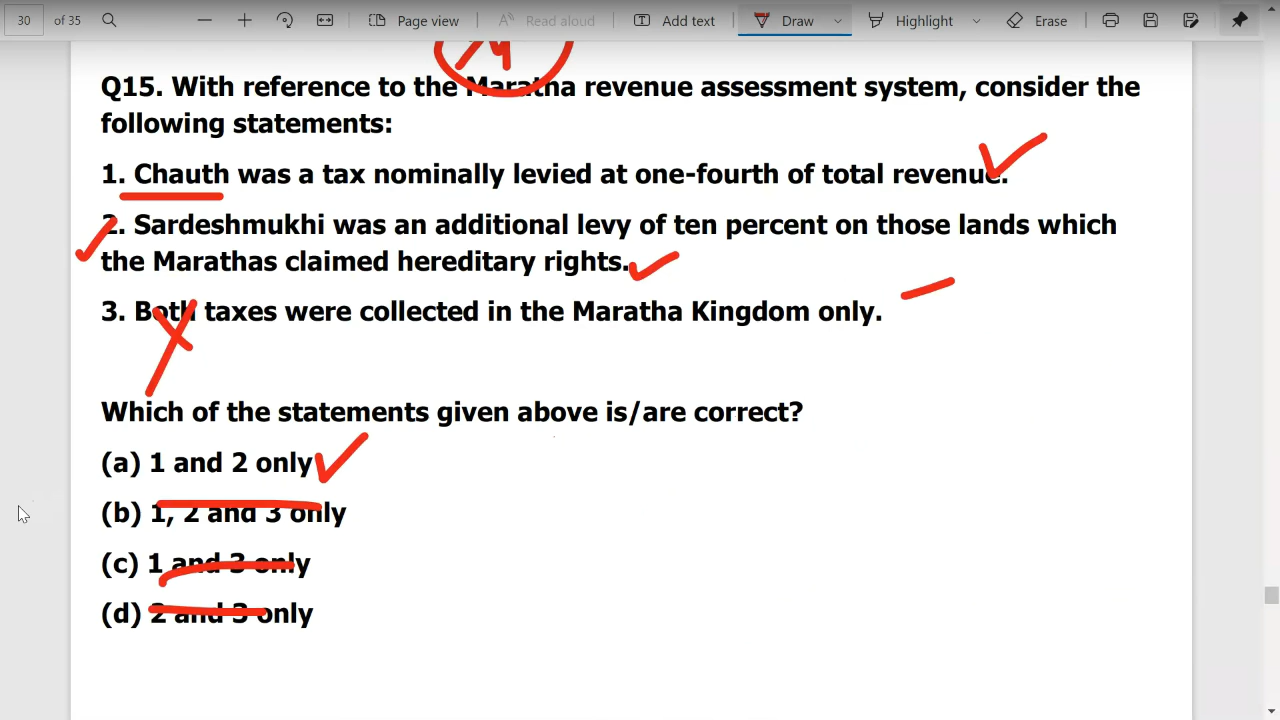 30 of 35 Page view Read aloud Add text Draw Highlight Erase
Q15. With reference to the Maratha revenue assessment system, consider the
following statements:
1. Chauth was a tax nominally levied at one-fourth of total revenue.
2. Sardeshmukhi was an additional levy of ten percent on those lands which
the Marathas claimed hereditary rights.
3. Both taxes were collected in the Maratha Kingdom only.
Which of the statements given above is/are correct?
(a) 1 and 2 only
(b) 1, 2 and 3 only
(c) 1 and 3 only
(d) 2 and 3 only